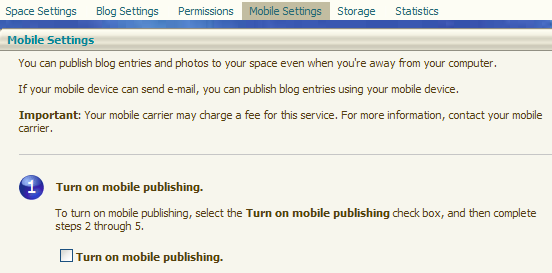 Space Settings Blog Settings Permissions Mobile Settings Storage Statistics
Mobile Settings
You can publish blog entries and photos to your space even when you're away from your computer.
If your mobile device can send e-mail, you can publish blog entries using your mobile device.
Important: Your mobile carrier may charge a fee for this service. For more information, contact your mobile
carrier.
1 Turn on mobile publishing.
To turn on mobile publishing, select the Turn on mobile publishing check box, and then complete
steps 2 through 5.
Turn on mobile publishing.